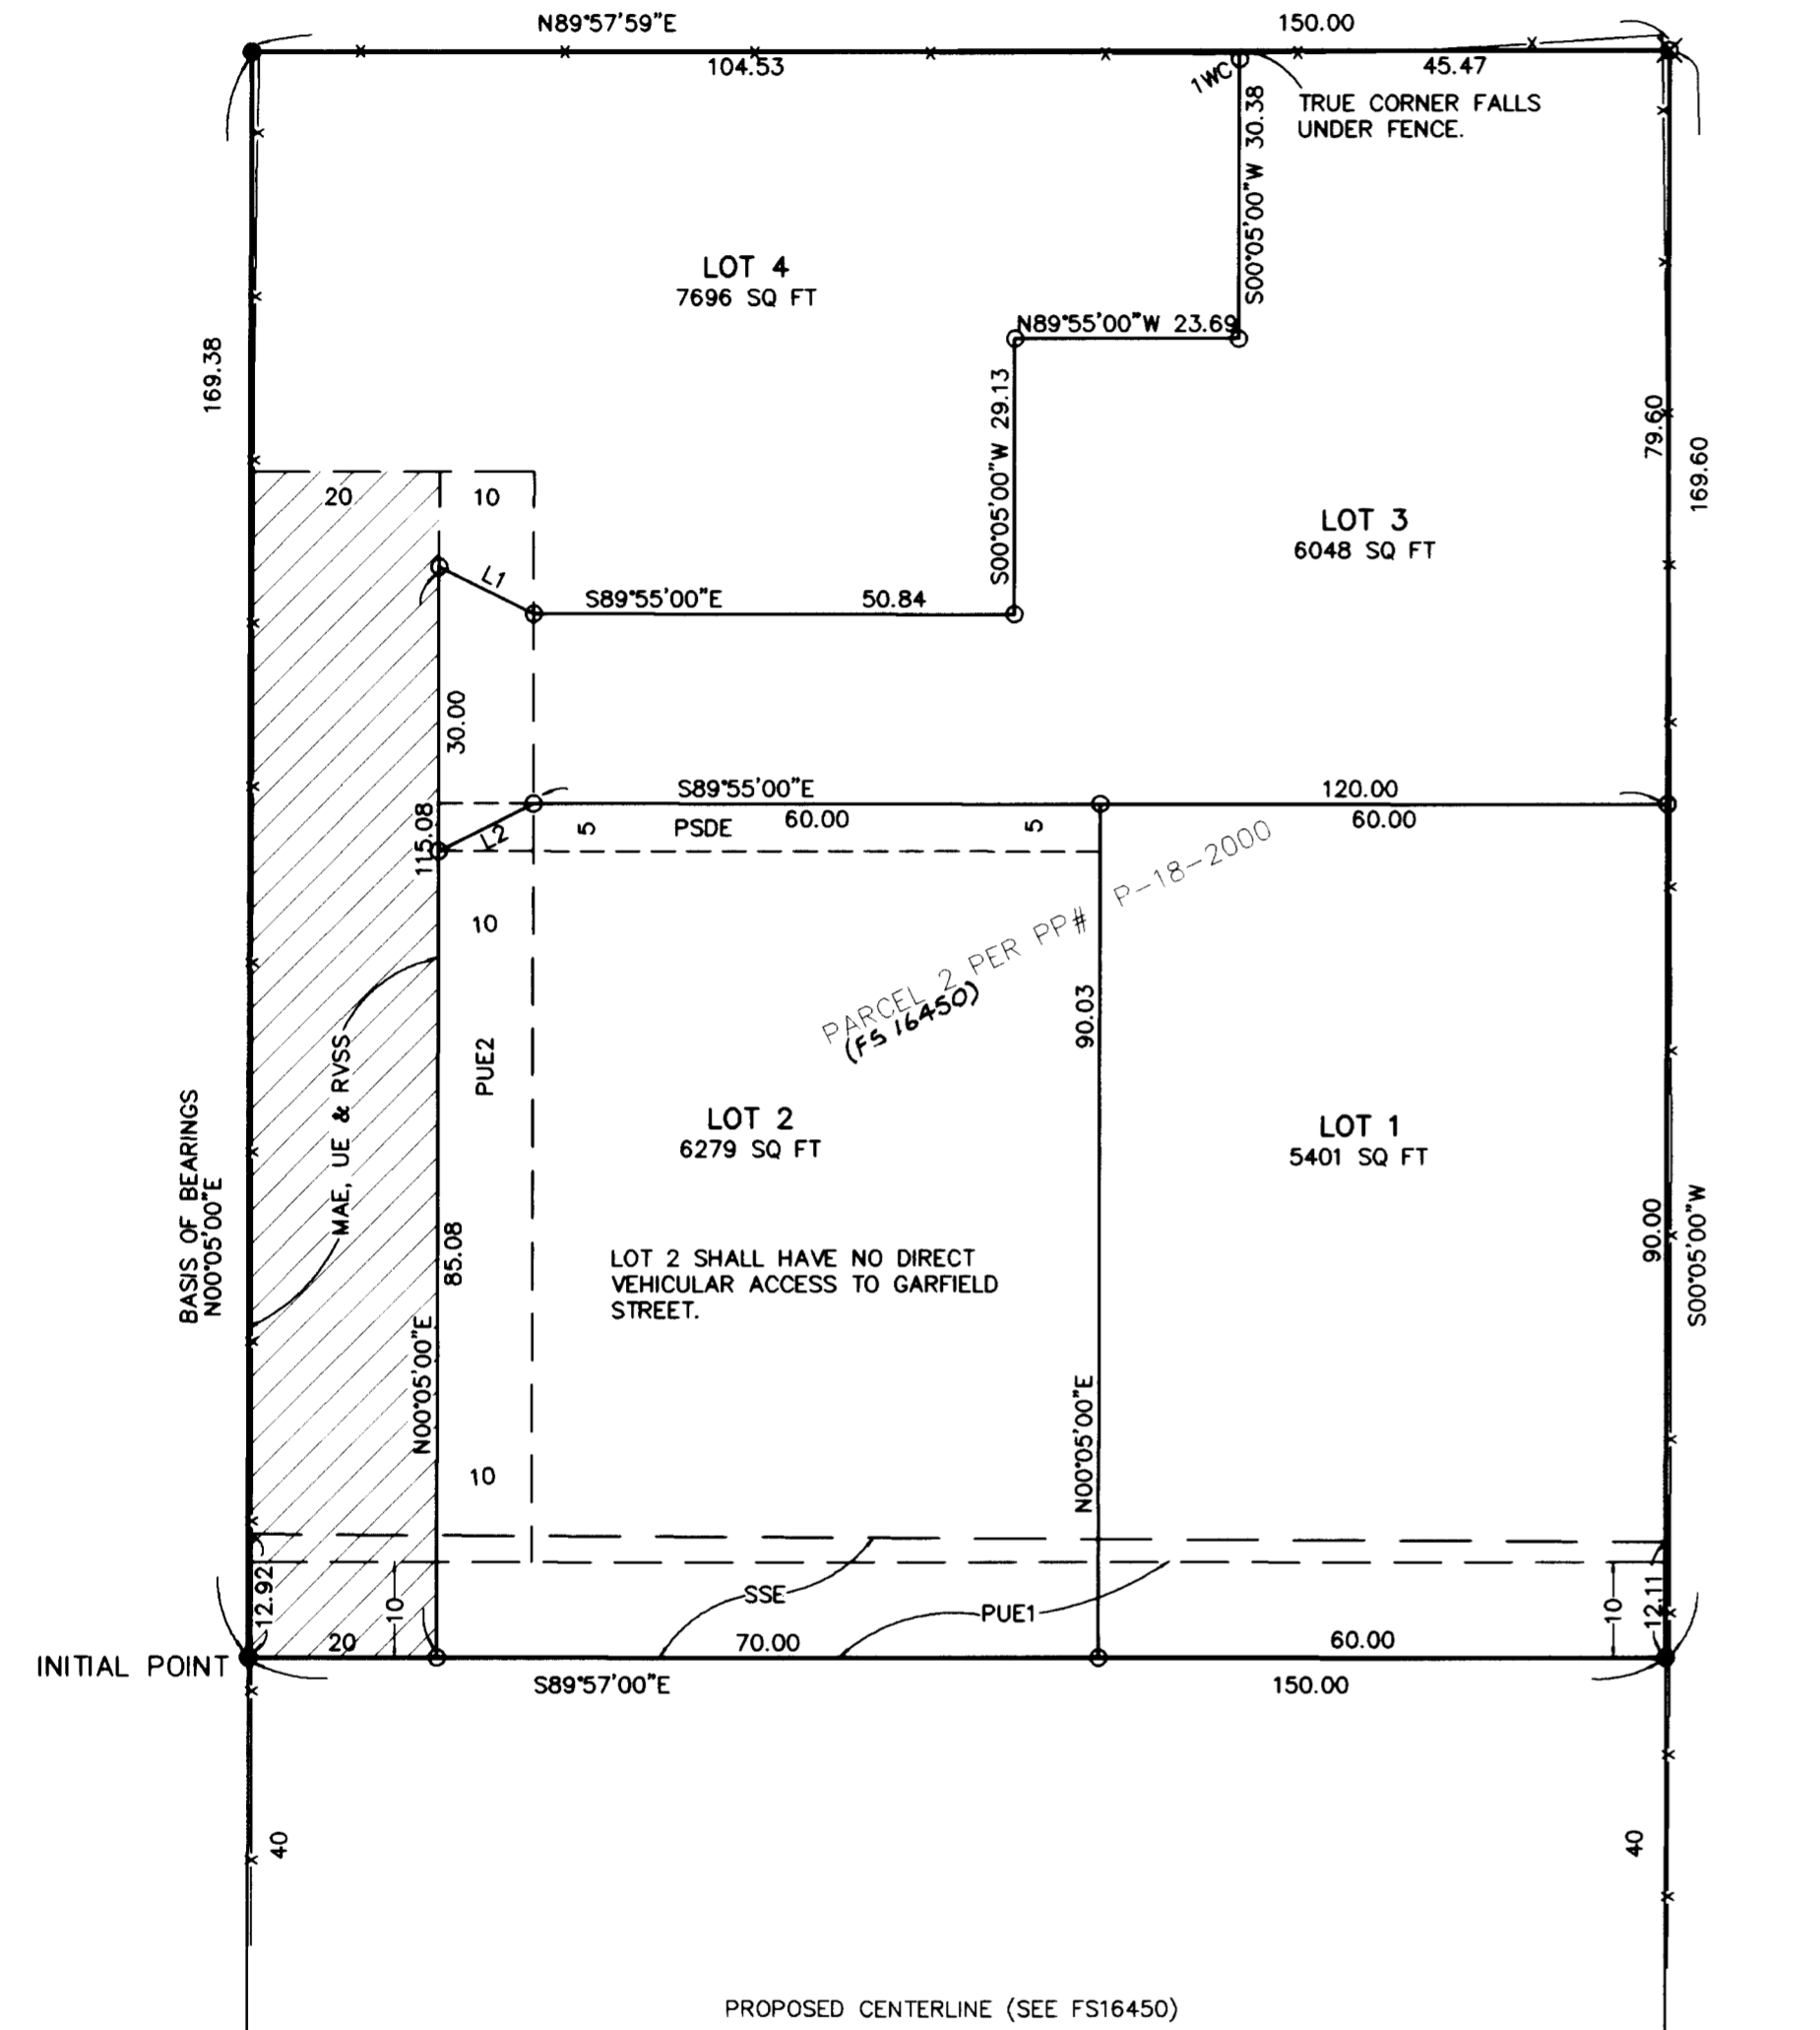 N89°57'59"E 150.00
104.53 45.47
1WC
TRUE CORNER FALLS
UNDER FENCE.
S00°05'00"W 30.38
LOT 4
7696 SQ FT
N89°55'00"W 23.69
169.38
S00°05'00"W 29.13
79.60
169.60
20 10
LOT 3
6048 SQ FT
L1
S89°55'00"E 50.84
30.00
S89°55'00"E 120.00
115.08
L2
5 PSDE 60.00 5 60.00
10
PARCEL 2 PER PP# P-18-2000
(FS 16450)
90.03
PUE2
MAE, UE & RVSS
BASIS OF BEARINGS
N00°05'00"E
LOT 2
6279 SQ FT
LOT 1
5401 SQ FT
85.08
LOT 2 SHALL HAVE NO DIRECT
VEHICULAR ACCESS TO GARFIELD
STREET.
90.00
S00°05'00"W
N00°05'00"E
N00°05'00"E
10
12.92
10
SSE
PUE1
10
12.11
20 70.00 60.00
INITIAL POINT
S89°57'00"E 150.00
40 40
PROPOSED CENTERLINE (SEE FS16450)